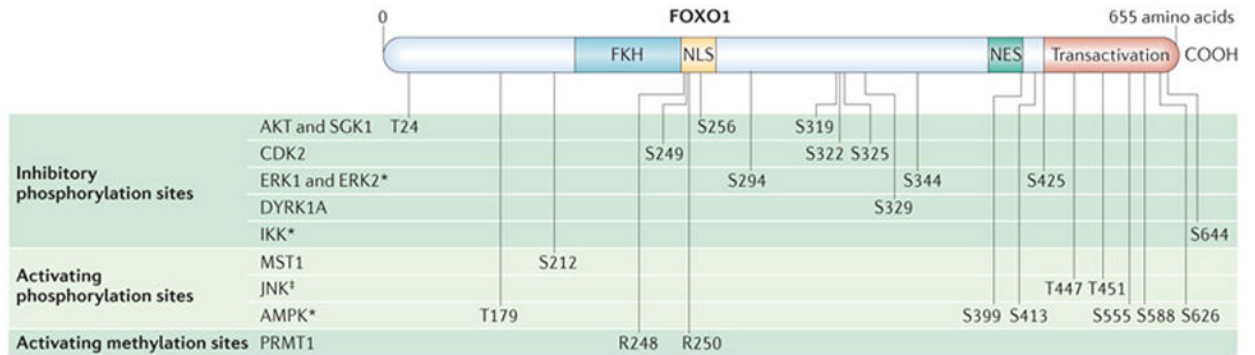 0 FOXO1 655 amino acids
FKH NLS NES Transactivation COOH
AKT and SGK1 T24 S256 S319
CDK2 S249 S322 S325
Inhibitory phosphorylation sites
ERK1 and ERK2* S294 S344 S425
DYRK1A S329
IKK* S644
MST1 S212
Activating phosphorylation sites
JNK‡ T447 T451
AMPK* T179 S399 S413 S555 S588 S626
Activating methylation sites PRMT1 R248 R250